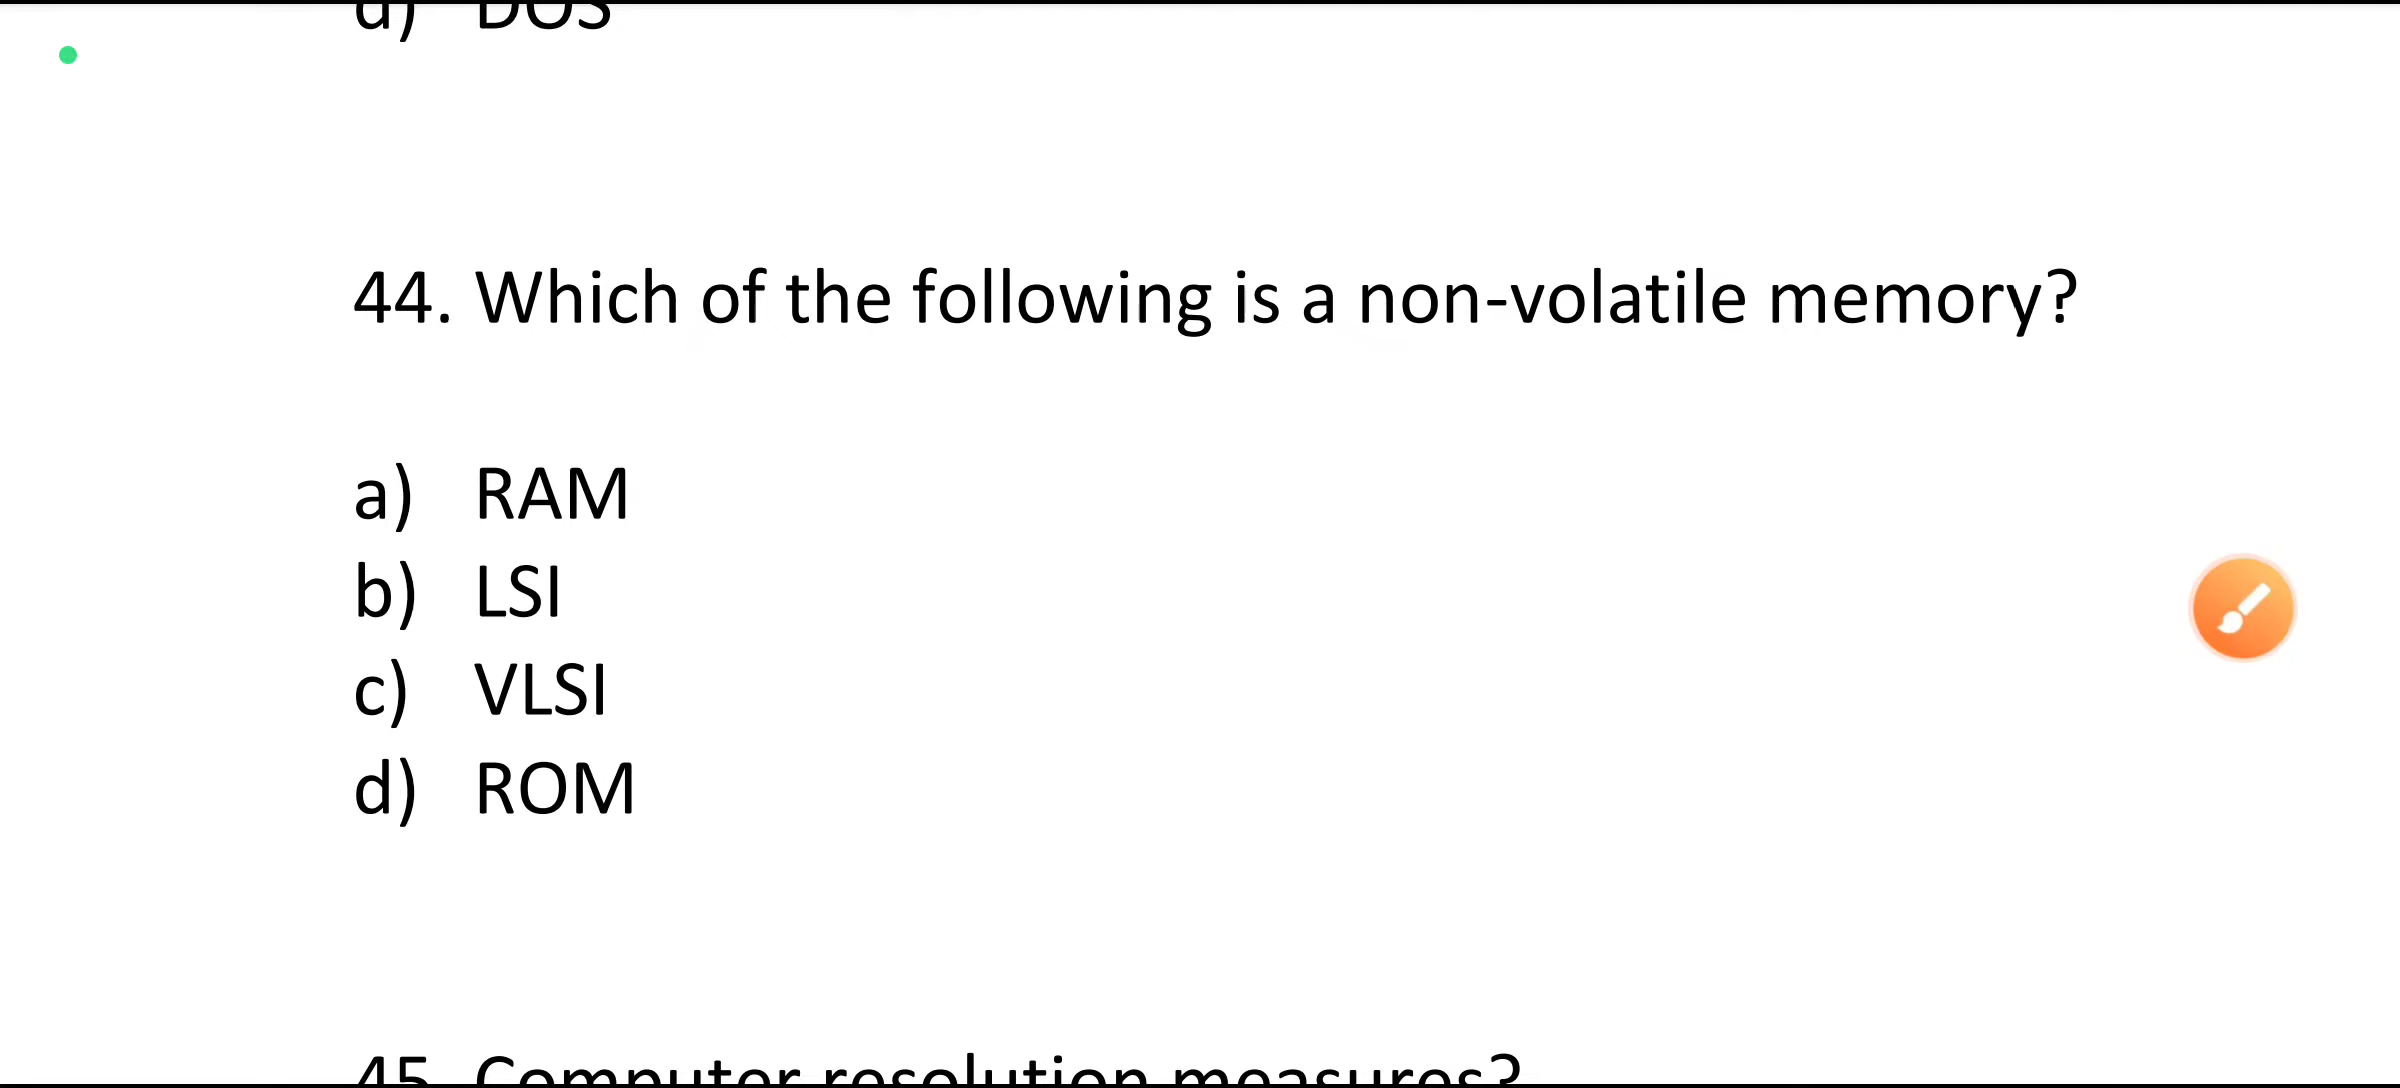 d) DOS
44. Which of the following is a non-volatile memory?
a) RAM
b) LSI
c) VLSI
d) ROM
45. Computer resolution measures?